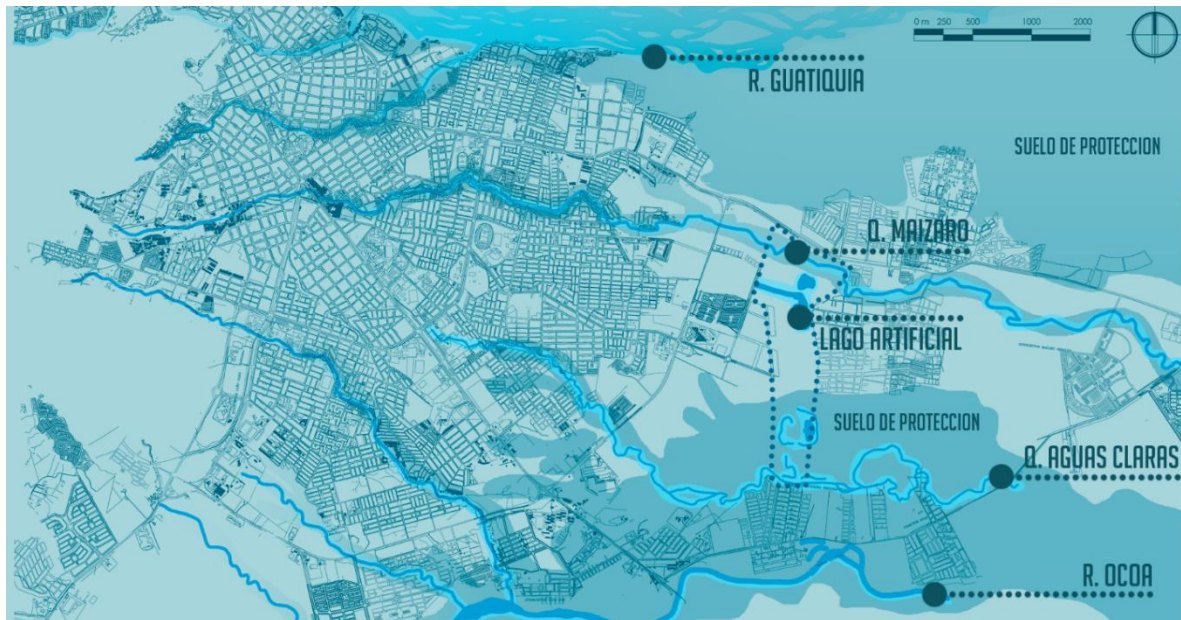 0 m 250 500 1000 2000
R. GUATIQUIA
SUELO DE PROTECCION
Q. MAIZARO
LAGO ARTIFICIAL
SUELO DE PROTECCION
Q. AGUAS CLARAS
R. OCOA